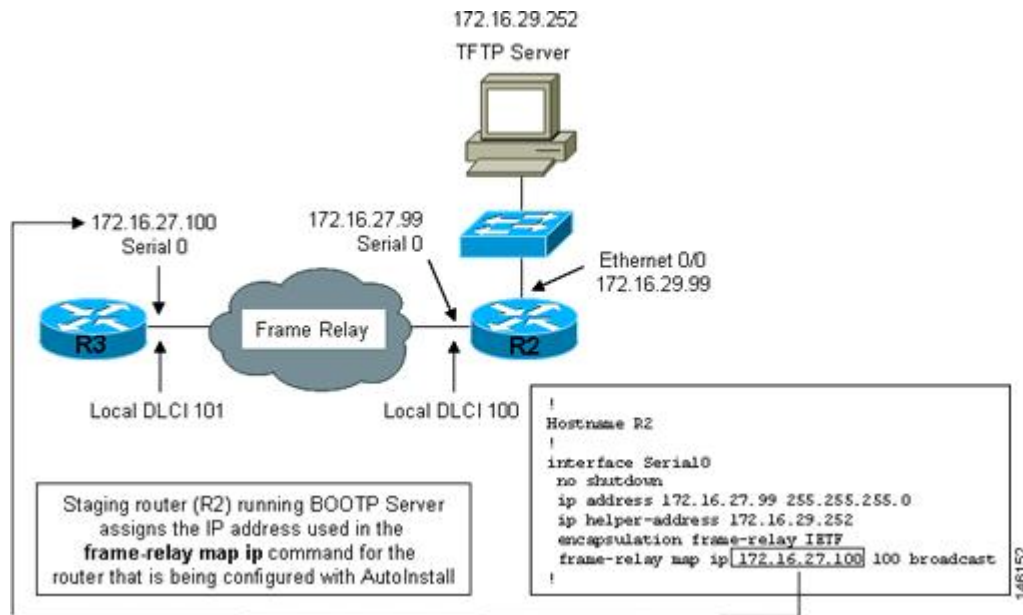 172.16.29.252
TFTP Server
172.16.27.100
Serial 0
172.16.27.99
Serial 0
Ethernet 0/0
172.16.29.99
R3
Frame Relay
R2
Local DLCI 101
Local DLCI 100
Staging router (R2) running BOOTP Server
assigns the IP address used in the
frame-relay map ip command for the
router that is being configured with AutoInstall
!
Hostname R2
!
interface Serial0
no shutdown
ip address 172.16.27.99 255.255.255.0
ip helper-address 172.16.29.252
encapsulation frame-relay IETF
frame-relay map ip 172.16.27.100 100 broadcast
!
146152